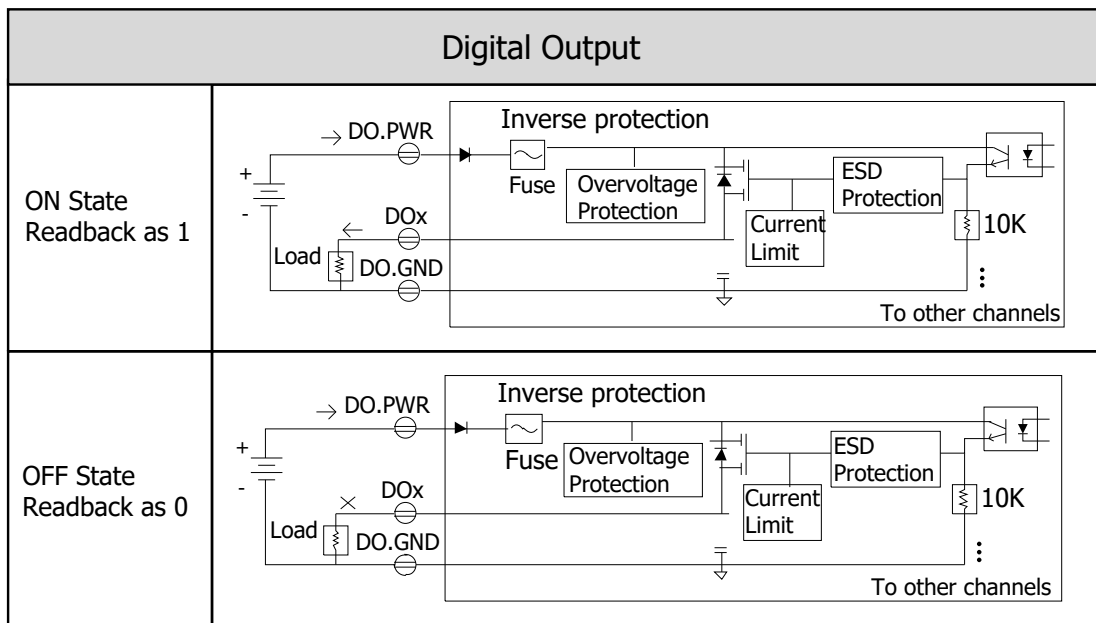 Digital Output
ON State
Readback as 1
→ DO.PWR
Inverse protection
Fuse
Overvoltage
Protection
ESD
Protection
Current
Limit
10K
+
-
DOx
←
Load
DO.GND
To other channels
OFF State
Readback as 0
→ DO.PWR
Inverse protection
Fuse
Overvoltage
Protection
ESD
Protection
Current
Limit
10K
+
-
DOx
Load
DO.GND
To other channels